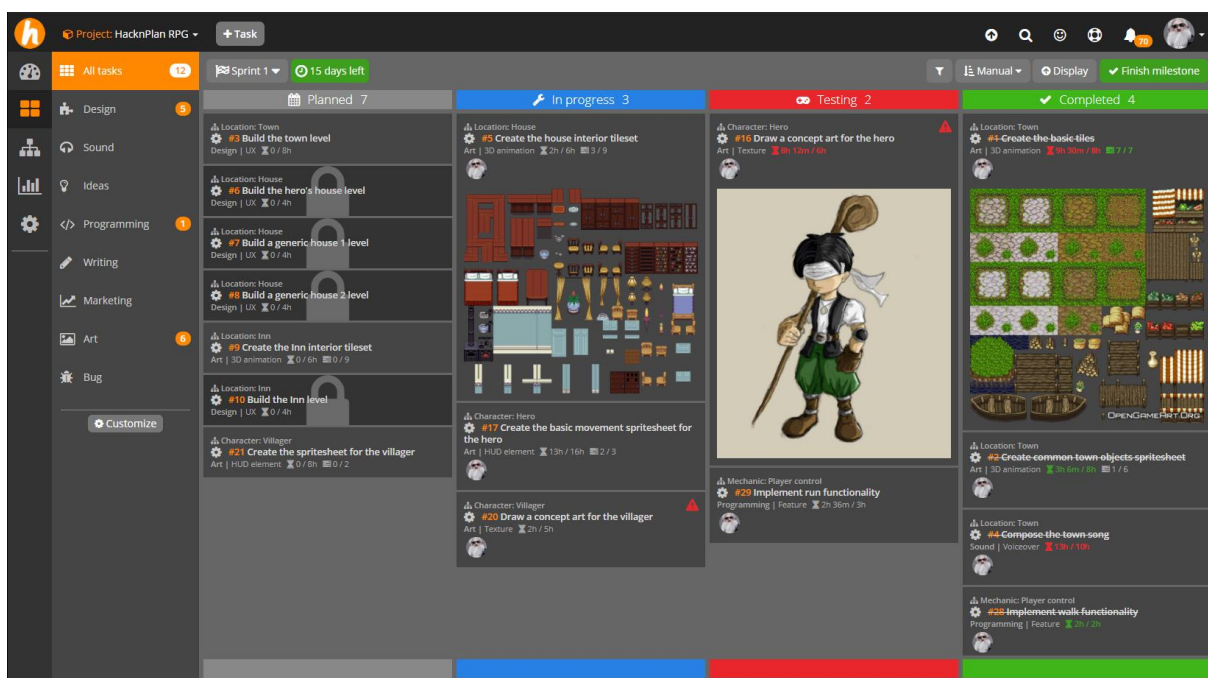 h
Project: HacknPlan RPG
+ Task
70
All tasks 12
Design 5
Sound
Ideas
Programming 1
Writing
Marketing
Art 6
Bug
Customize
Sprint 1
15 days left
Manual
Display
Finish milestone
Planned 7
Location: Town
#3 Build the town level
Design | UX 0 / 8h
Location: House
#6 Build the hero's house level
Design | UX 0 / 4h
Location: House
#7 Build a generic house 1 level
Design | UX 0 / 4h
Location: House
#8 Build a generic house 2 level
Design | UX 0 / 4h
Location: Inn
#9 Create the Inn interior tileset
Art | 3D animation 0 / 6h 0 / 9
Location: Inn
#10 Build the Inn level
Design | UX 0 / 4h
Character: Villager
#21 Create the spritesheet for the villager
Art | HUD element 0 / 8h 0 / 2
In progress 3
Location: House
#5 Create the house interior tileset
Art | 3D animation 2h / 6h 3 / 9
Character: Hero
#17 Create the basic movement spritesheet for
the hero
Art | HUD element 13h / 16h 2 / 3
Character: Villager
#20 Draw a concept art for the villager
Art | Texture 2h / 5h
Testing 2
Character: Hero
#16 Draw a concept art for the hero
Art | Texture 8h 12m / 6h
Mechanic: Player control
#29 Implement run functionality
Programming | Feature 2h 36m / 3h
Completed 4
Location: Town
#1 Create the basic tiles
Art | 3D animation 9h 30m / 8h 7 / 7
OPENGAMEART.ORG
Location: Town
#2 Create common town objects spritesheet
Art | 3D animation 3h 6m / 8h 1 / 6
Location: Town
#4 Compose the town song
Sound | Voiceover 13h / 10h
Mechanic: Player control
#28 Implement walk functionality
Programming | Feature 2h / 2h